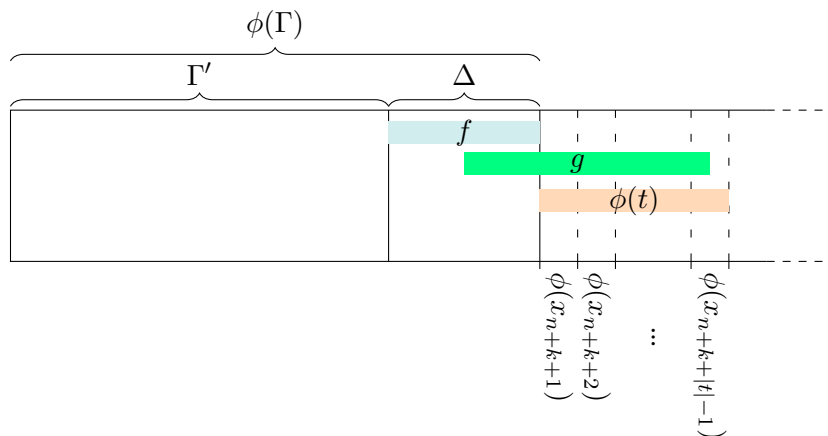 ϕ(Γ)
Γ′ Δ
f
g
ϕ(t)
ϕ(x_{n+k+1}) ϕ(x_{n+k+2}) ... ϕ(x_{n+k+|t|−1})